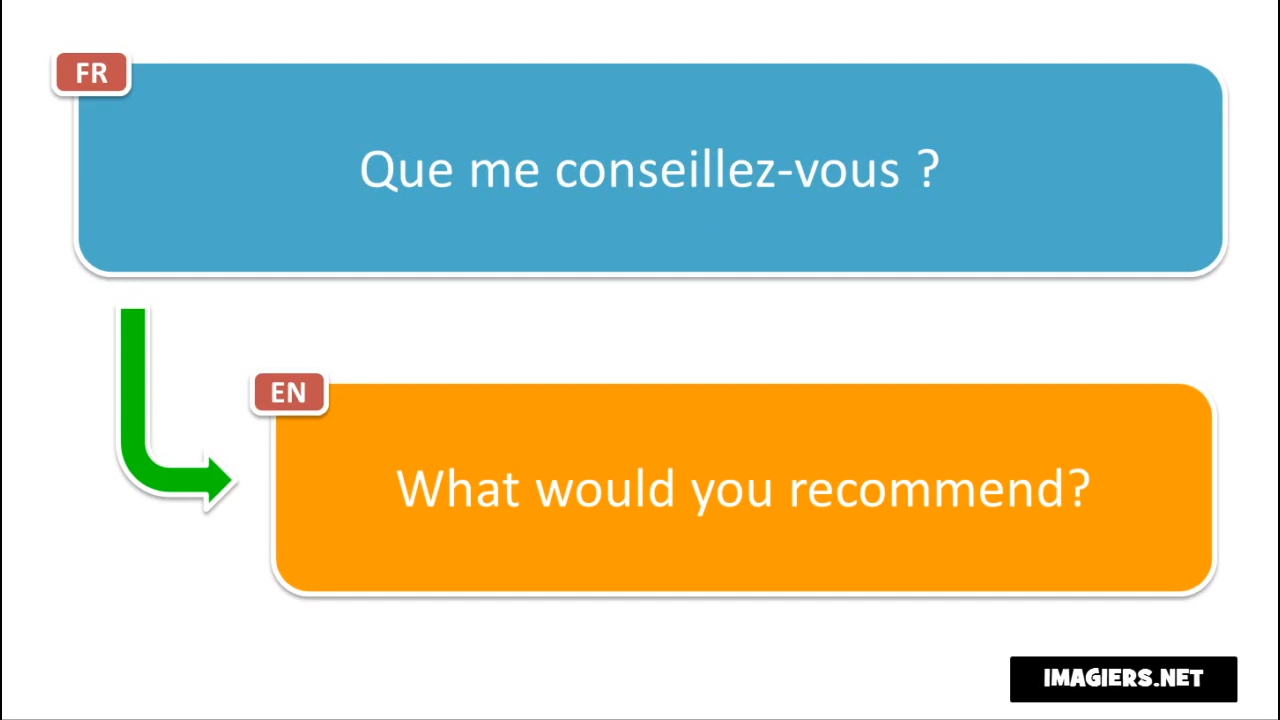 FR
Que me conseillez-vous ?
EN
What would you recommend?
IMAGIERS.NET